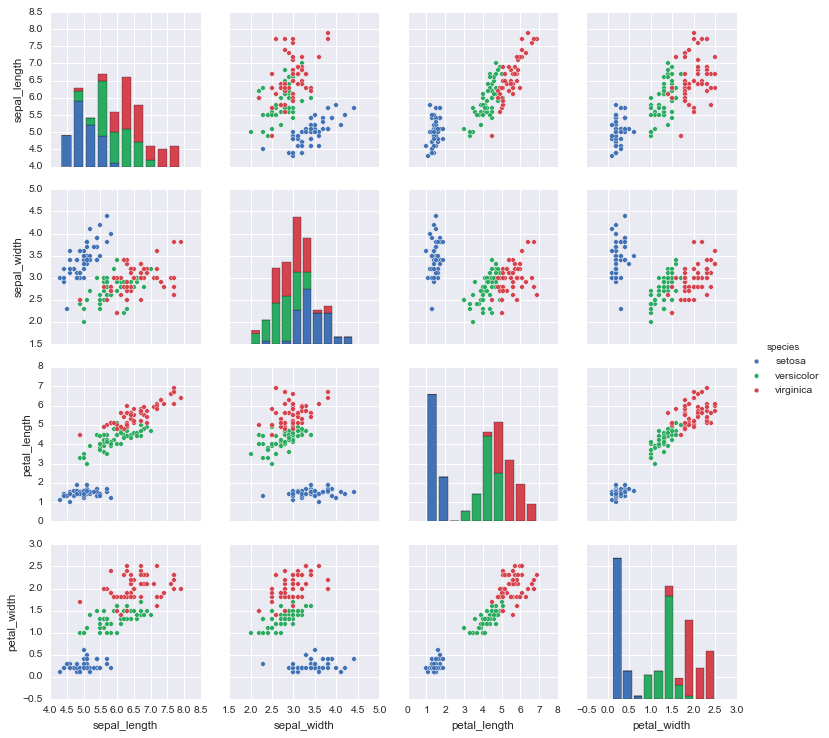 8.5
8.0
7.5
7.0
6.5
6.0
5.5
5.0
4.5
4.0
sepal_length
5.0
4.5
4.0
3.5
3.0
2.5
2.0
1.5
sepal_width
8
7
6
5
4
3
2
1
0
petal_length
3.0
2.5
2.0
1.5
1.0
0.5
0.0
−0.5
petal_width
4.0 4.5 5.0 5.5 6.0 6.5 7.0 7.5 8.0 8.5
sepal_length
1.5 2.0 2.5 3.0 3.5 4.0 4.5 5.0
sepal_width
0 1 2 3 4 5 6 7 8
petal_length
−0.5 0.0 0.5 1.0 1.5 2.0 2.5 3.0
petal_width
species
setosa
versicolor
virginica